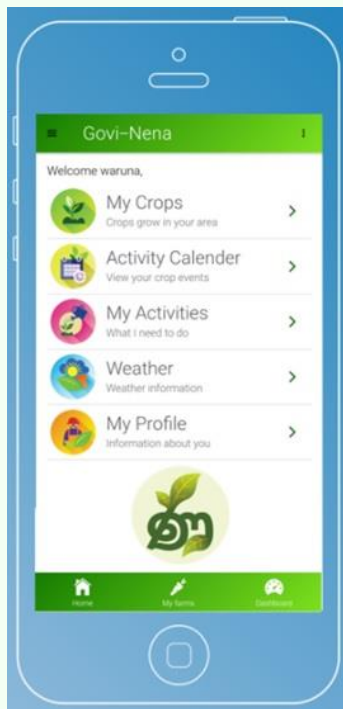 Govi-Nena
Welcome waruna,
My Crops
Crops grow in your area
Activity Calender
View your crop events
My Activities
What I need to do
Weather
Weather information
My Profile
Information about you
Home
My farms
Dashboard